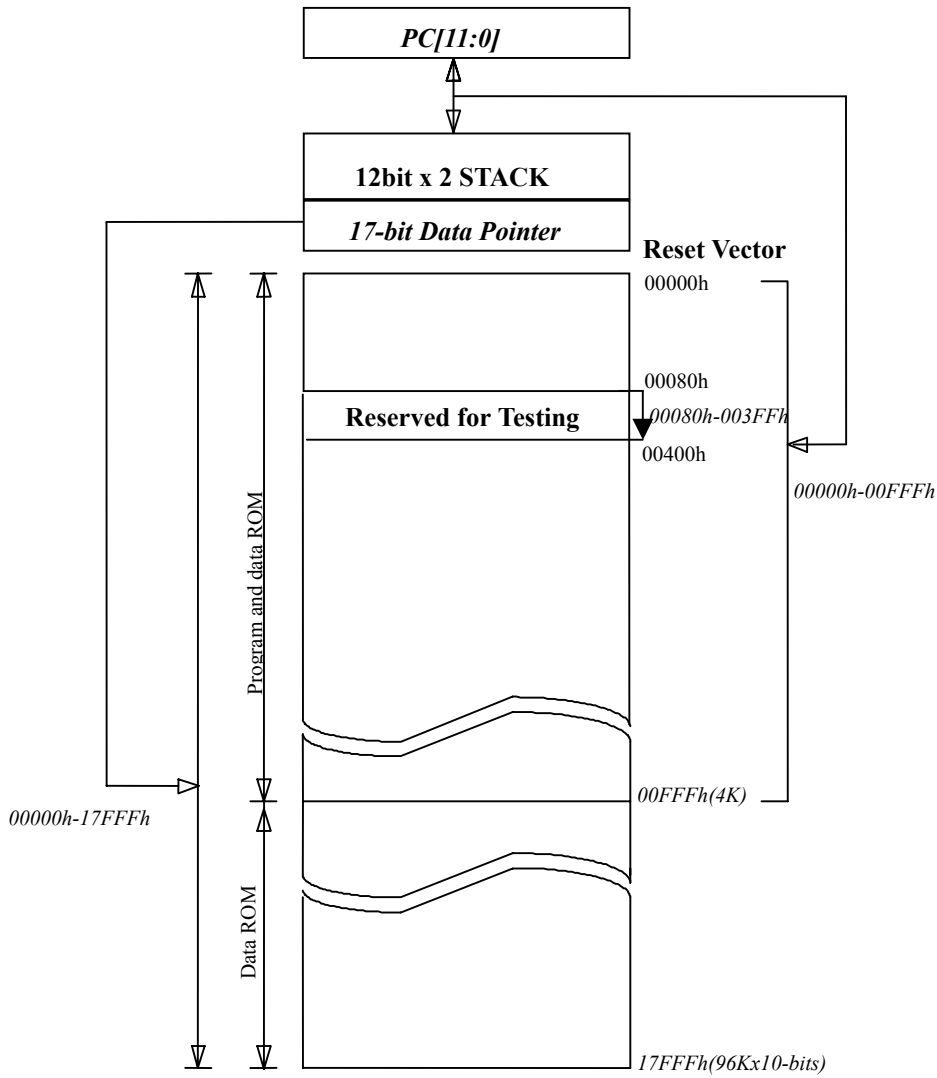 PC[11:0]
12bit x 2 STACK
17-bit Data Pointer
Reset Vector
00000h
00080h
Reserved for Testing
00080h-003FFh
00400h
00000h-00FFFh
Program and data ROM
00FFFh(4K)
00000h-17FFFh
Data ROM
17FFFh(96Kx10-bits)